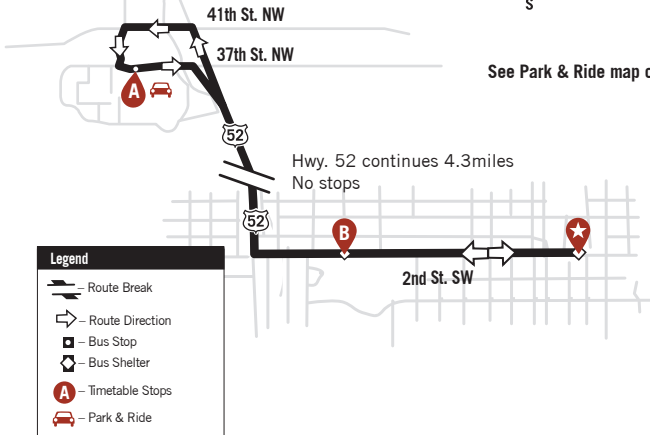 S
41th St. NW
37th St. NW
See Park & Ride map
A
52
Hwy. 52 continues 4.3miles
No stops
52
B
2nd St. SW
Legend
– Route Break
– Route Direction
– Bus Stop
– Bus Shelter
A – Timetable Stops
– Park & Ride